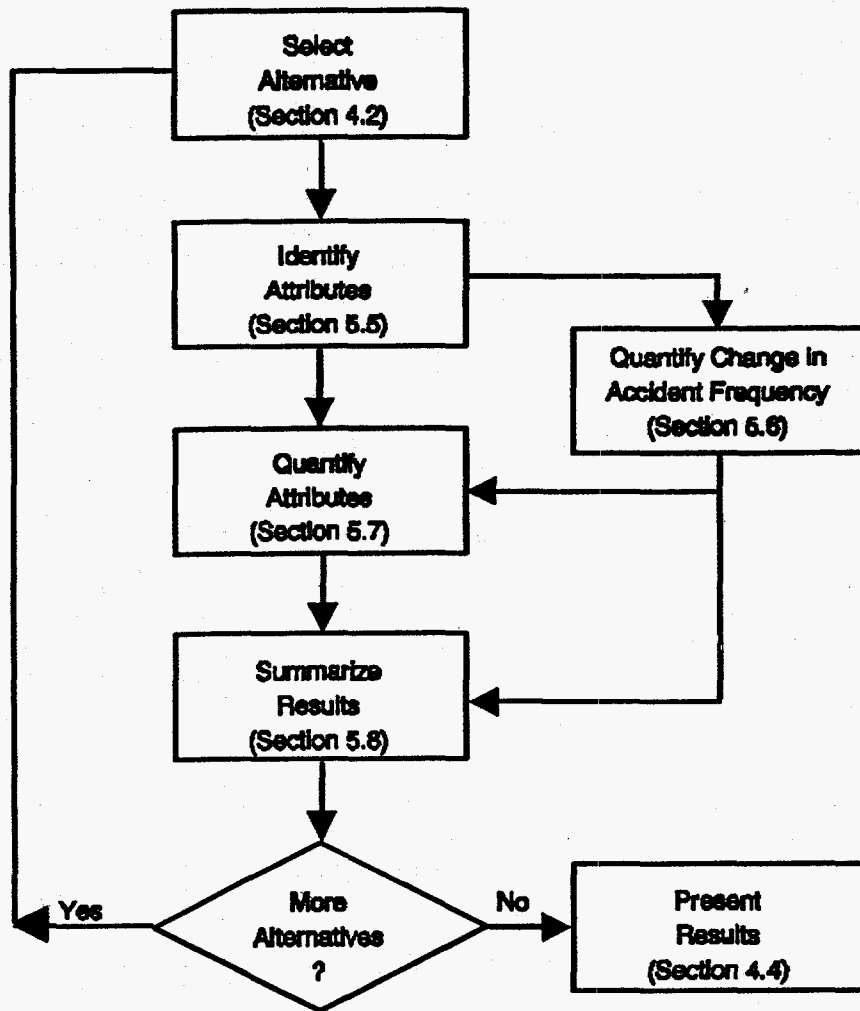 Select
Alternative
(Section 4.2)
Identify
Attributes
(Section 5.5)
Quantify Change in
Accident Frequency
(Section 5.6)
Quantify
Attributes
(Section 5.7)
Summarize
Results
(Section 5.8)
More
Alternatives
?
Yes
No
Present
Results
(Section 4.4)